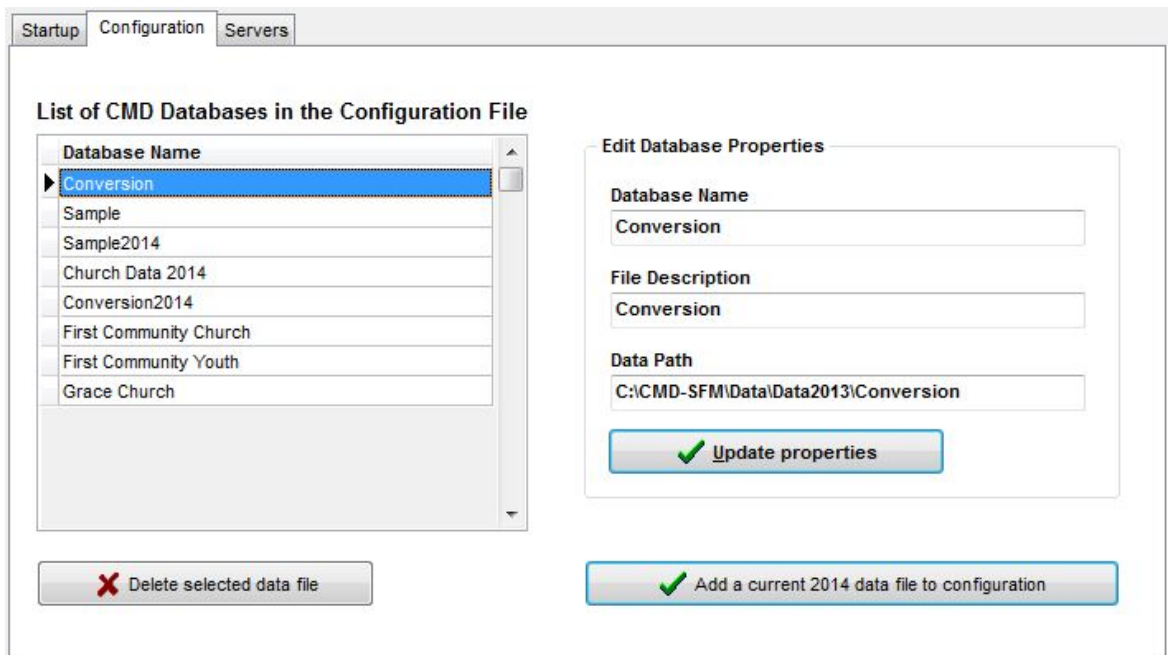 Startup
Configuration
Servers
List of CMD Databases in the Configuration File
Database Name
Conversion
Sample
Sample2014
Church Data 2014
Conversion2014
First Community Church
First Community Youth
Grace Church
Delete selected data file
Edit Database Properties
Database Name
Conversion
File Description
Conversion
Data Path
C:\CMD-SFM\Data\Data2013\Conversion
Update properties
Add a current 2014 data file to configuration